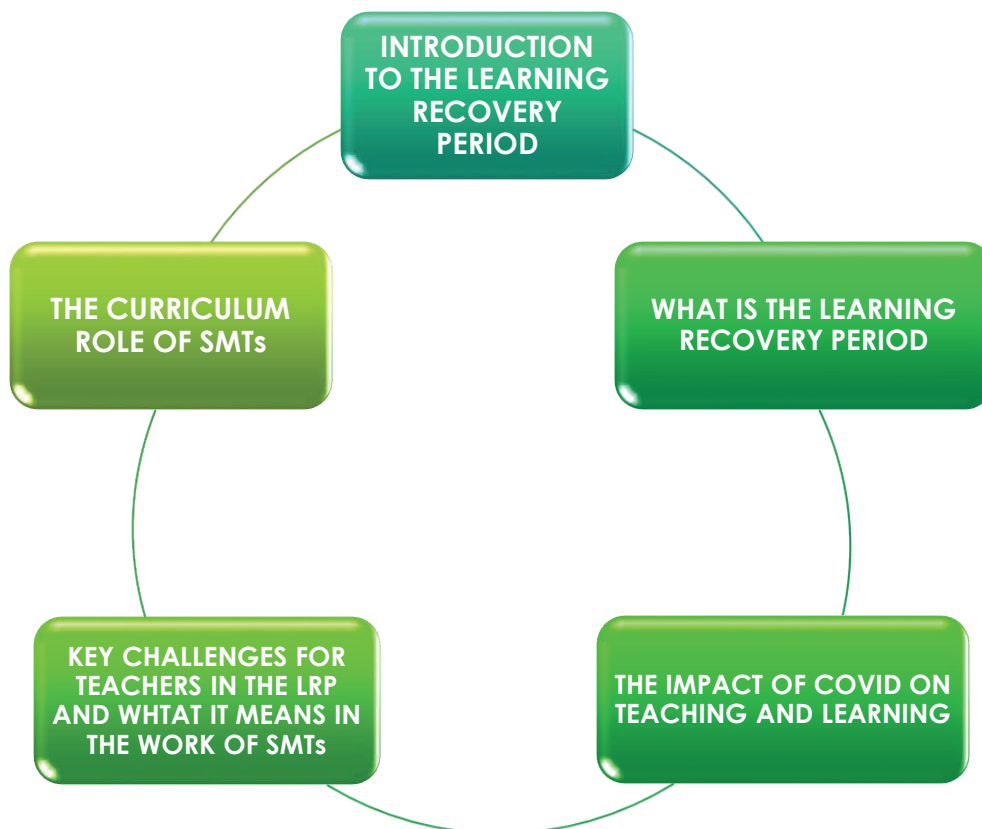 INTRODUCTION
TO THE LEARNING
RECOVERY
PERIOD
WHAT IS THE LEARNING
RECOVERY PERIOD
THE IMPACT OF COVID ON
TEACHING AND LEARNING
KEY CHALLENGES FOR
TEACHERS IN THE LRP
AND WHTAT IT MEANS IN
THE WORK OF SMTs
THE CURRICULUM
ROLE OF SMTs